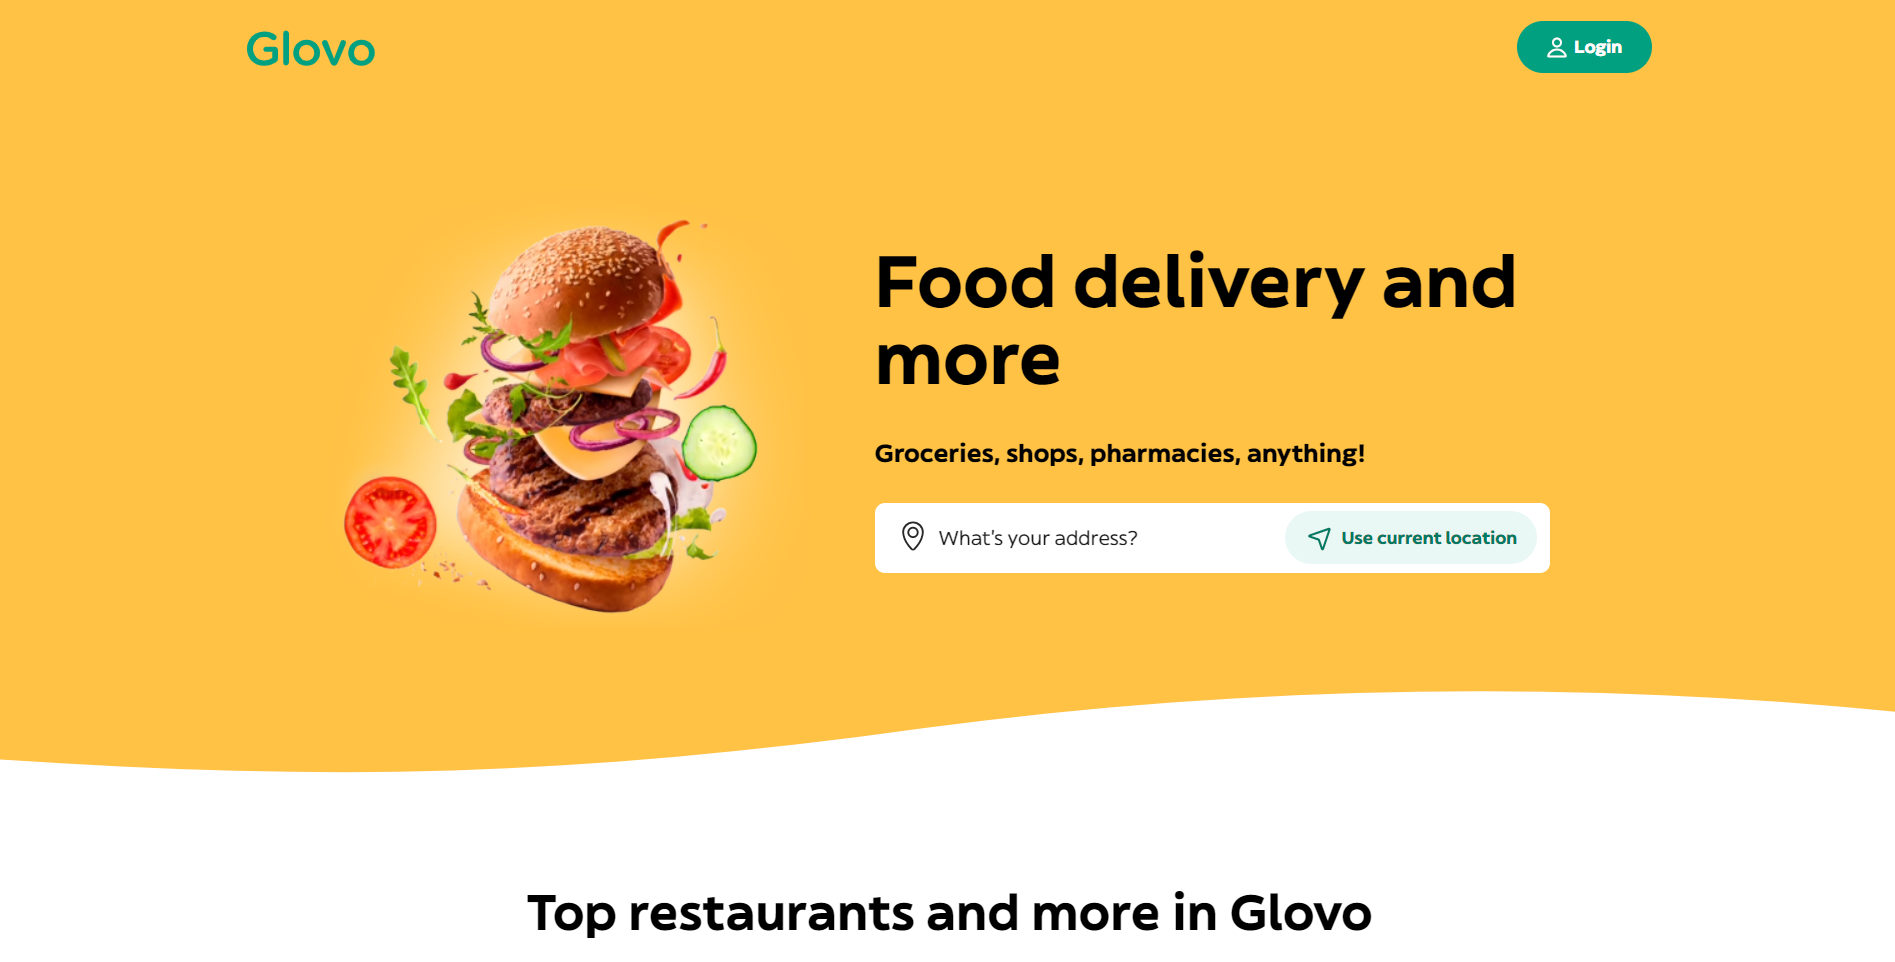 Glovo
Login
Food delivery and
more
Groceries, shops, pharmacies, anything!
What's your address?
Use current location
Top restaurants and more in Glovo